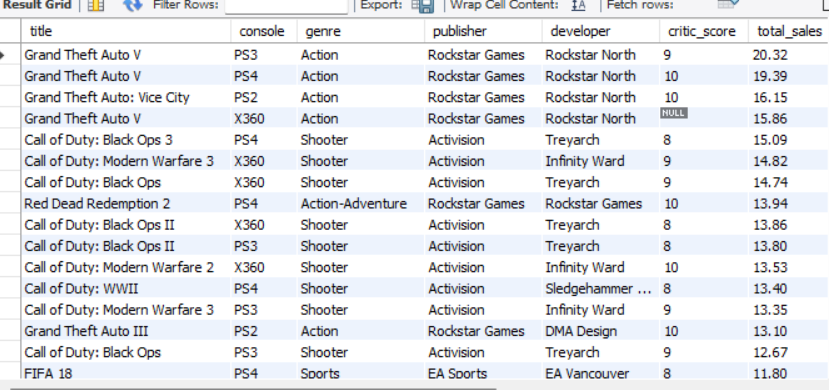 Result Grid Filter Rows: Export: Wrap Cell Content: IA Fetch rows:
title console genre publisher developer critic_score total_sales
Grand Theft Auto V PS3 Action Rockstar Games Rockstar North 9 20.32
Grand Theft Auto V PS4 Action Rockstar Games Rockstar North 10 19.39
Grand Theft Auto: Vice City PS2 Action Rockstar Games Rockstar North 10 16.15
Grand Theft Auto V X360 Action Rockstar Games Rockstar North NULL 15.86
Call of Duty: Black Ops 3 PS4 Shooter Activision Treyarch 8 15.09
Call of Duty: Modern Warfare 3 X360 Shooter Activision Infinity Ward 9 14.82
Call of Duty: Black Ops X360 Shooter Activision Treyarch 9 14.74
Red Dead Redemption 2 PS4 Action-Adventure Rockstar Games Rockstar Games 10 13.94
Call of Duty: Black Ops II X360 Shooter Activision Treyarch 8 13.86
Call of Duty: Black Ops II PS3 Shooter Activision Treyarch 8 13.80
Call of Duty: Modern Warfare 2 X360 Shooter Activision Infinity Ward 10 13.53
Call of Duty: WWII PS4 Shooter Activision Sledgehammer ... 8 13.40
Call of Duty: Modern Warfare 3 PS3 Shooter Activision Infinity Ward 9 13.35
Grand Theft Auto III PS2 Action Rockstar Games DMA Design 10 13.10
Call of Duty: Black Ops PS3 Shooter Activision Treyarch 9 12.67
FIFA 18 PS4 Sports EA Sports EA Vancouver 8 11.80